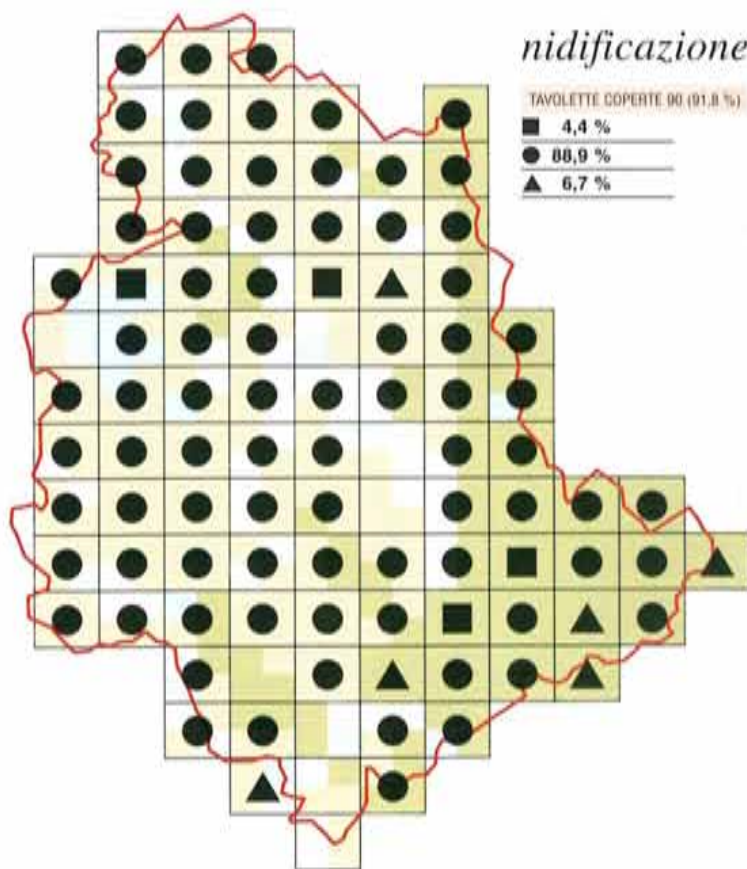 nidificazione
TAVOLETTE COPERTE 90 (91,8 %)
■ 4,4 %
● 88,9 %
▲ 6,7 %